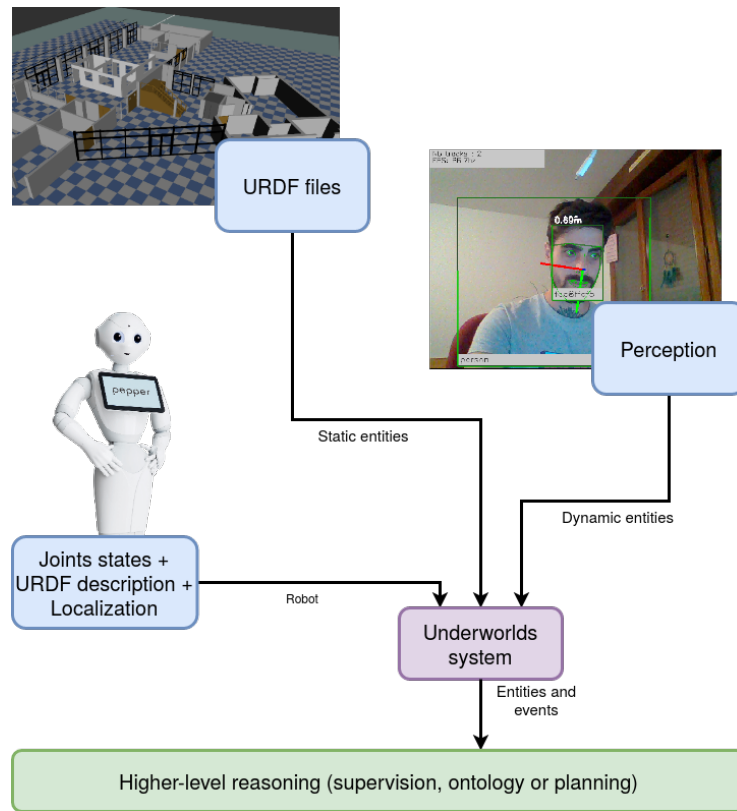 URDF files
0.89m
person
Perception
pepper
Static entities
Dynamic entities
Joints states +
URDF description +
Localization
Robot
Underworlds
system
Entities and
events
Higher-level reasoning (supervision, ontology or planning)